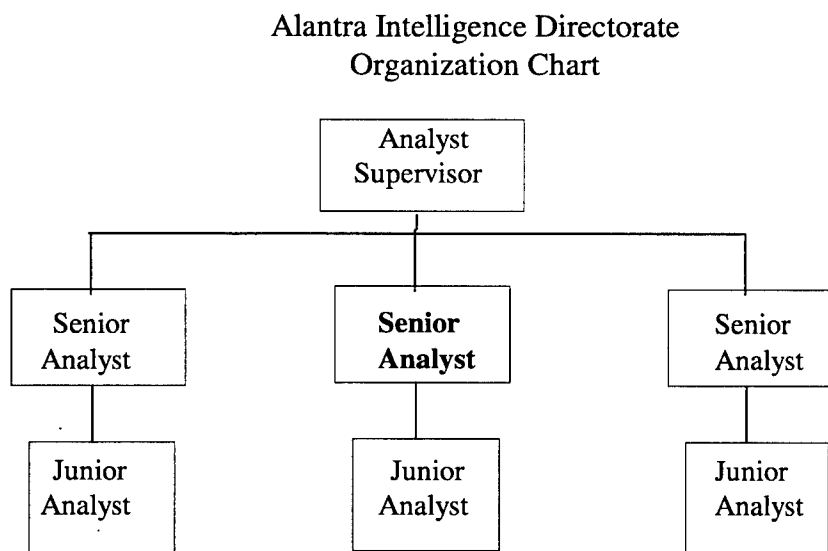 Alantra Intelligence Directorate
Organization Chart
Analyst
Supervisor
Senior
Analyst
Senior
Analyst
Senior
Analyst
Junior
Analyst
Junior
Analyst
Junior
Analyst